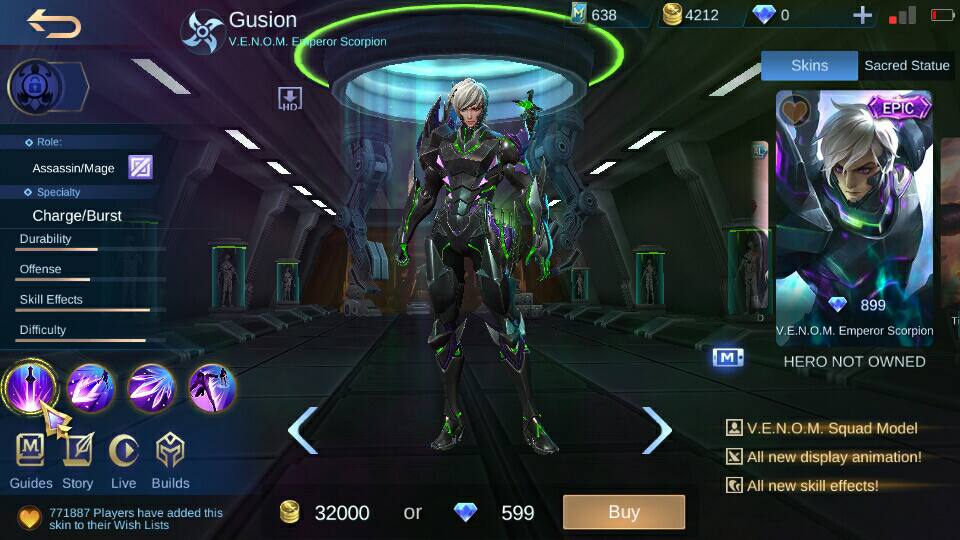 Gusion
V.E.N.O.M. Emperor Scorpion
638
4212
0
Skins
Sacred Statue
HD
EPIC
Role:
Assassin/Mage
Specialty
Charge/Burst
Durability
Offense
Skill Effects
Difficulty
899
V.E.N.O.M. Emperor Scorpion
M
HERO NOT OWNED
V.E.N.O.M. Squad Model
All new display animation!
All new skill effects!
Guides
Story
Live
Builds
771887 Players have added this
skin to their Wish Lists
32000
or
599
Buy